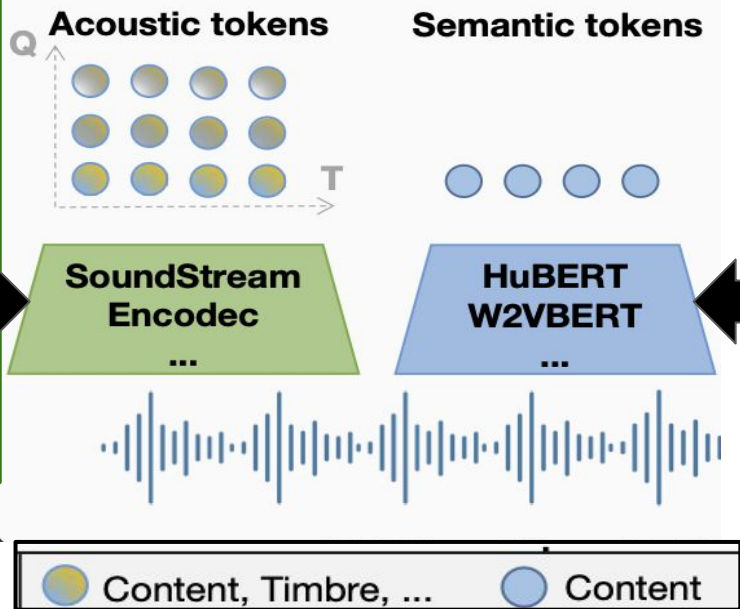 Acoustic tokens
Semantic tokens
Q
T
SoundStream
Encodec
...
HuBERT
W2VBERT
...
Content, Timbre, ...
Content